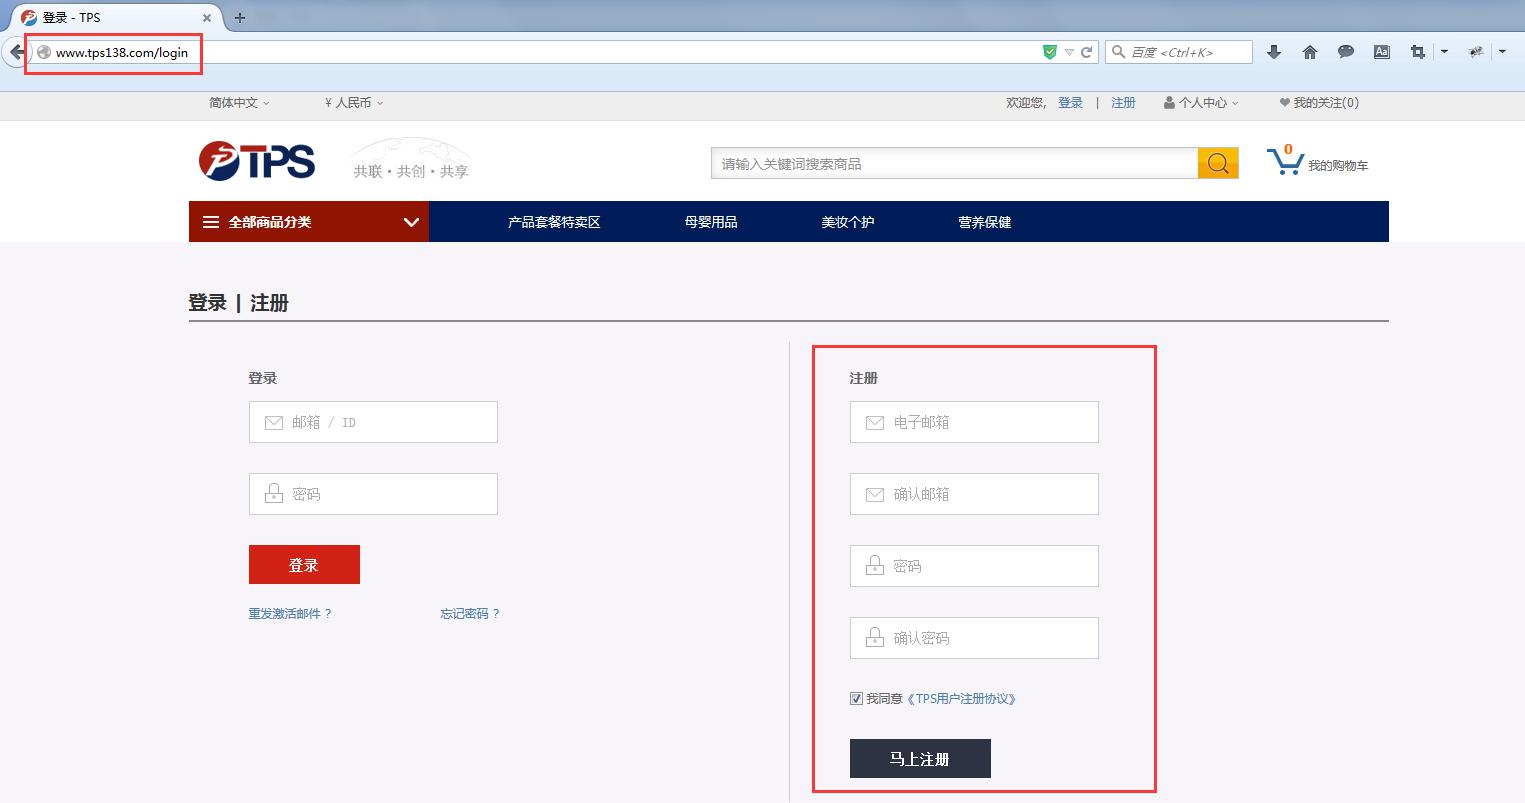 登录 - TPS
www.tps138.com/login
百度 <Ctrl+K>
简体中文 ¥ 人民币 欢迎您, 登录 | 注册 个人中心 我的关注(0)
TPS 共联·共创·共享 请输入关键词搜索商品 0 我的购物车
全部商品分类 产品套餐特卖区 母婴用品 美妆个护 营养保健
登录 | 注册
登录
邮箱 / ID
密码
登录
重发激活邮件？ 忘记密码？
注册
电子邮箱
确认邮箱
密码
确认密码
我同意《TPS用户注册协议》
马上注册